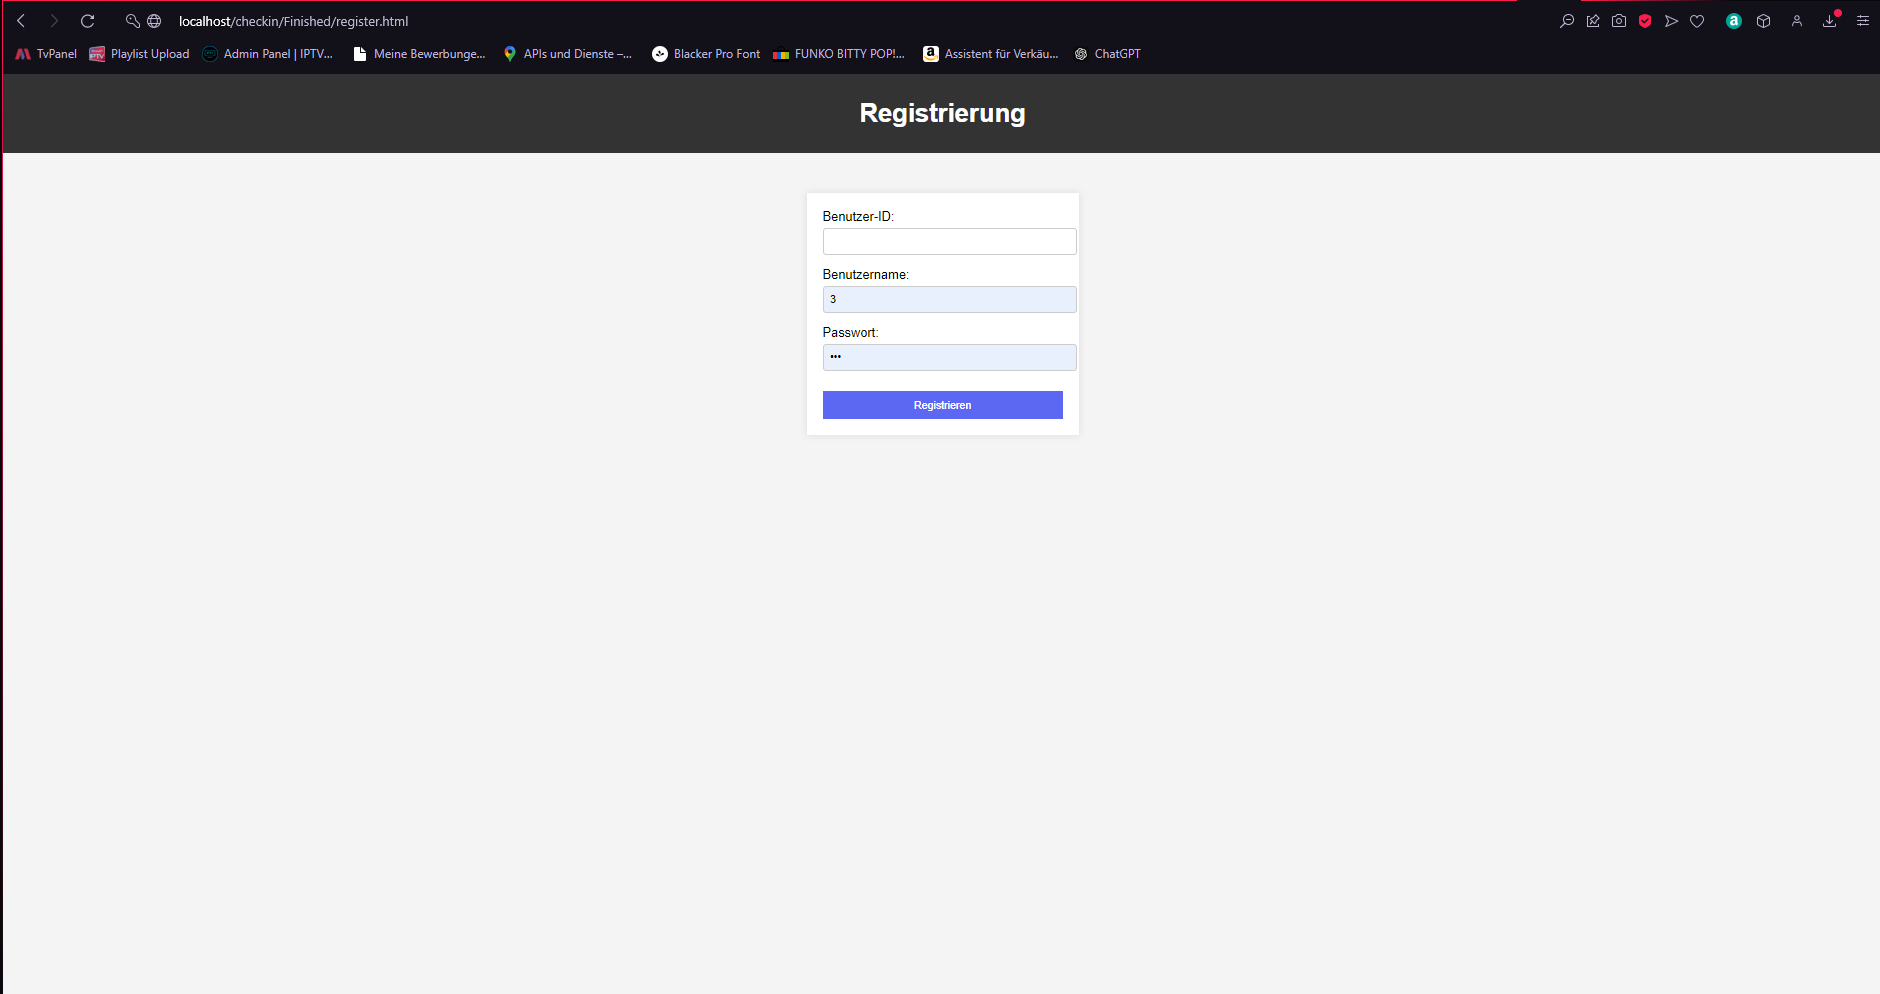 localhost/checkin/Finished/register.html
TvPanel Playlist Upload Admin Panel | IPTV... Meine Bewerbunge... APIs und Dienste –... Blacker Pro Font FUNKO BITTY POP!... Assistent für Verkäu... ChatGPT
Registrierung
Benutzer-ID:
Benutzername:
3
Passwort:
•••
Registrieren